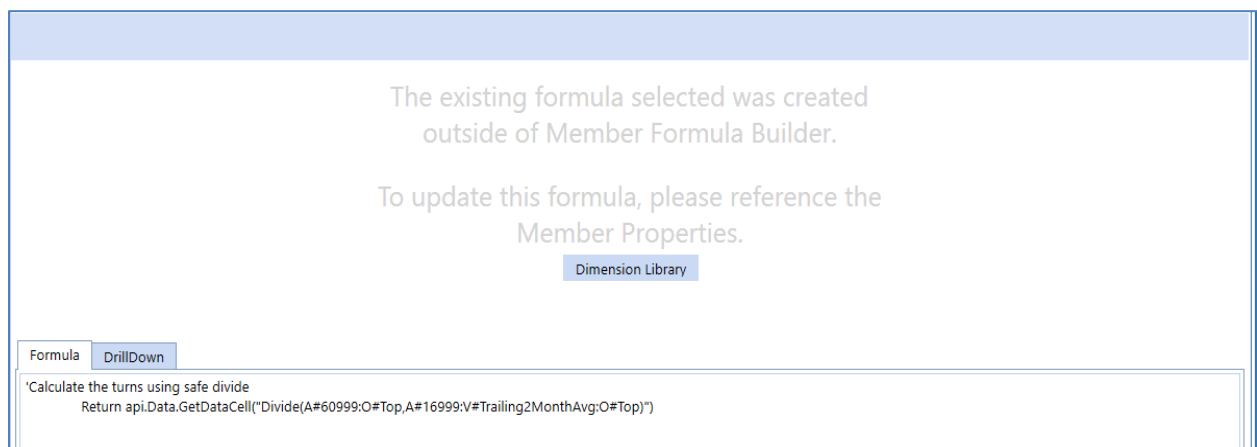 The existing formula selected was created
outside of Member Formula Builder.
To update this formula, please reference the
Member Properties.
Dimension Library
Formula DrillDown
'Calculate the turns using safe divide
Return api.Data.GetDataCell("Divide(A#60999:O#Top,A#16999:V#Trailing2MonthAvg:O#Top)")